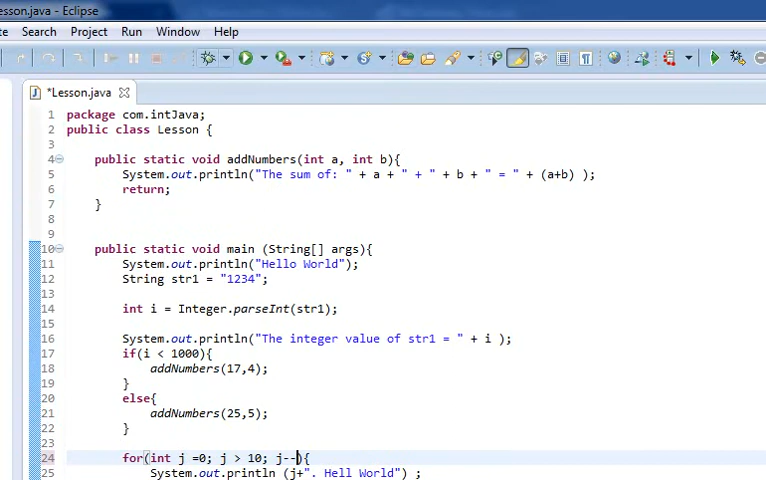 esson.java - Eclipse
te Search Project Run Window Help
*Lesson.java
1 package com.intJava;
2 public class Lesson {
3
4 public static void addNumbers(int a, int b){
5 System.out.println("The sum of: " + a + " + " + b + " = " + (a+b) );
6 return;
7 }
8
9
10 public static void main (String[] args){
11 System.out.println("Hello World");
12 String str1 = "1234";
13
14 int i = Integer.parseInt(str1);
15
16 System.out.println("The integer value of str1 = " + i );
17 if(i < 1000){
18 addNumbers(17,4);
19 }
20 else{
21 addNumbers(25,5);
22 }
23
24 for(int j =0; j > 10; j--){
25 System.out.println (j+". Hell World") ;